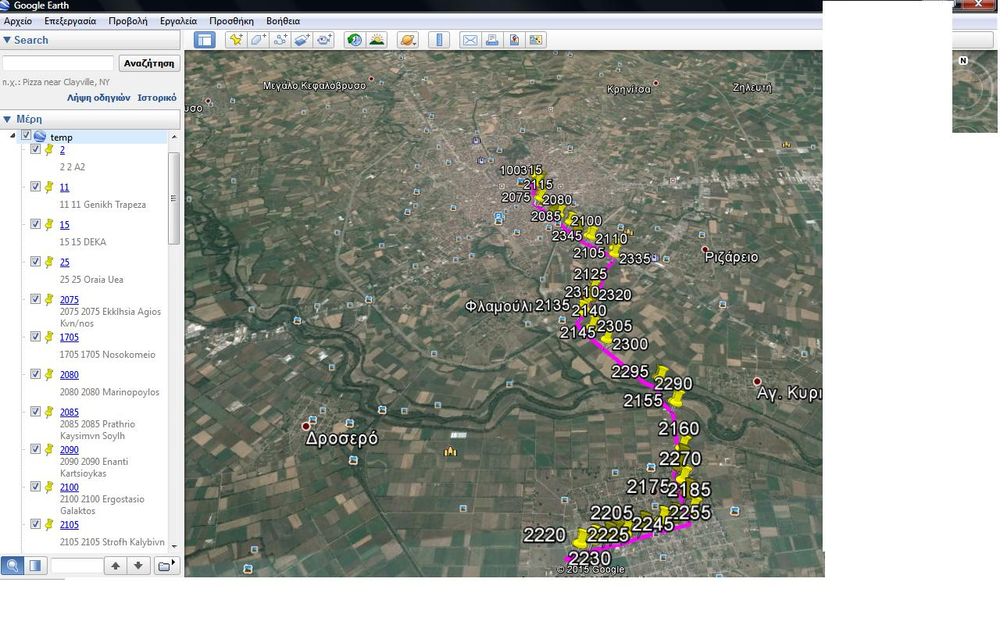 Google Earth
Αρχείο Επεξεργασία Προβολή Εργαλεία Προσθήκη Βοήθεια
Search
Αναζήτηση
π.χ.: Pizza near Clayville, NY
Λήψη οδηγιών Ιστορικό
Μέρη
temp
2
2 2 A2
11
11 11 Genikh Trapeza
15
15 15 DEKA
25
25 25 Oraia Uea
2075
2075 2075 Ekklhsia Agios
Kvn/nos
1705
1705 1705 Nosokomeio
2080
2080 2080 Marinopoylos
2085
2085 2085 Prathrio
Kaysimvn Soylh
2090
2090 2090 Enanti
Kartsioykas
2100
2100 2100 Ergostasio
Galaktos
2105
2105 2105 Strofh Kalybivn
Μεγάλο Κεφαλόβρυσο
Κρηνίτσα
Ζηλευτή
υσο
N
100315
2115
2075
2080
2085
2100
2345
2110
2105
2335
Ριζάρειο
2125
2310
2320
Φλαμούλι
2135
2140
2305
2145
2300
2295
2290
Αγ. Κυρι
2155
2160
Δροσερό
2270
2175
2185
2205
2255
2245
2220
2225
2230
© 2015 Google